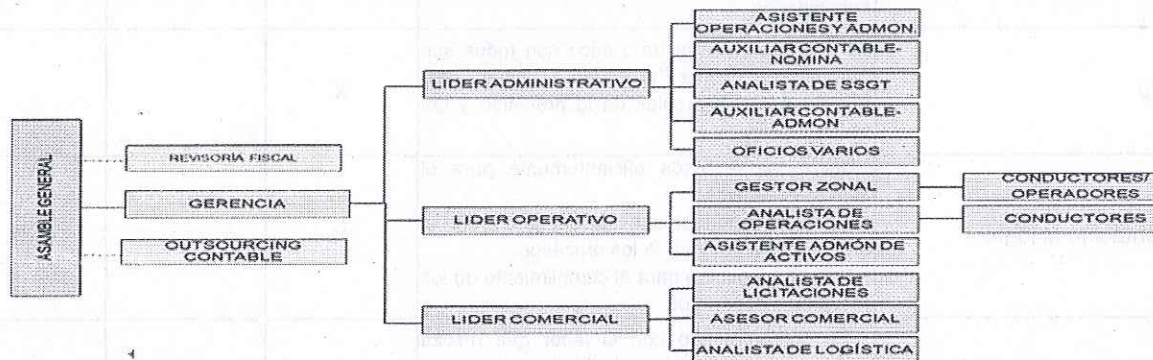 ASAMBLE GENERAL
REVISORÍA FISCAL
GERENCIA
OUTSOURCING
CONTABLE
LIDER ADMINISTRATIVO
LIDER OPERATIVO
LIDER COMERCIAL
ASISTENTE
OPERACIONES Y ADMON.
AUXILIAR CONTABLE-
NOMINA
ANALISTA DE SSGT
AUXILIAR CONTABLE-
ADMON
OFICIOS VARIOS
GESTOR ZONAL
ANALISTA DE
OPERACIONES
ASISTENTE ADMÓN DE
ACTIVOS
ANALISTA DE
LICITACIONES
ASESOR COMERCIAL
ANALISTA DE LOGÍSTICA
CONDUCTORES/
OPERADORES
CONDUCTORES